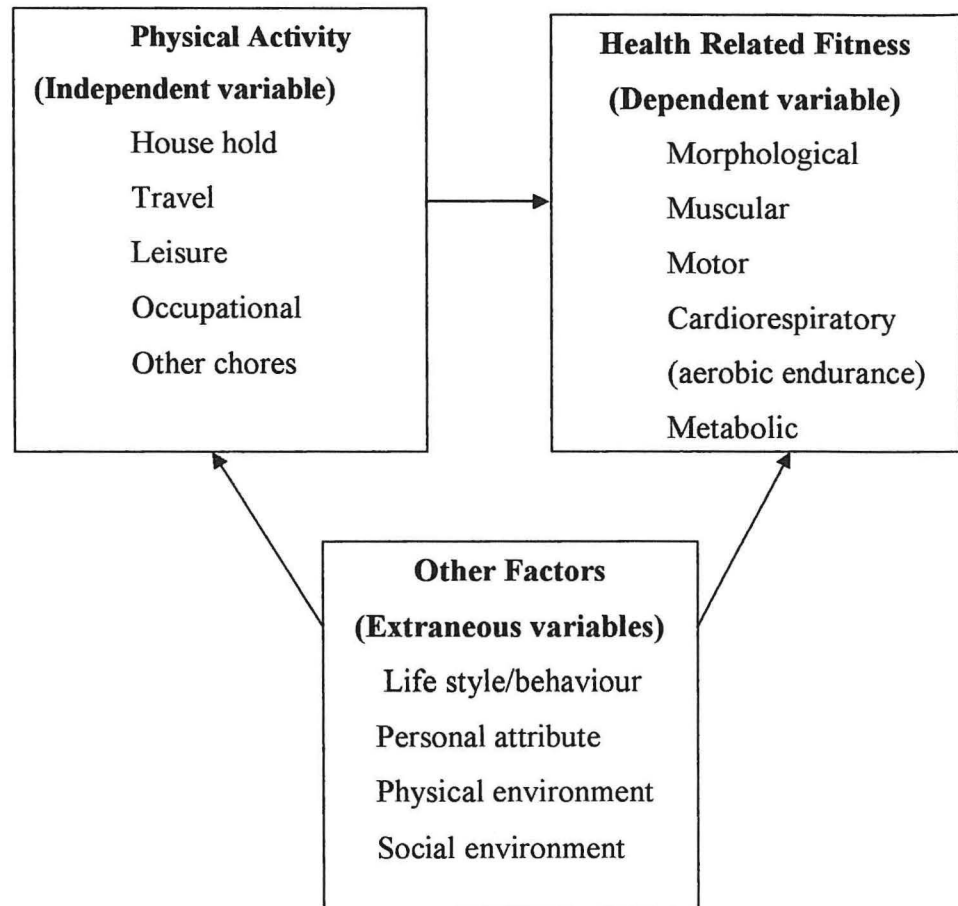 Physical Activity
(Independent variable)
House hold
Travel
Leisure
Occupational
Other chores
Health Related Fitness
(Dependent variable)
Morphological
Muscular
Motor
Cardiorespiratory
(aerobic endurance)
Metabolic
Other Factors
(Extraneous variables)
Life style/behaviour
Personal attribute
Physical environment
Social environment